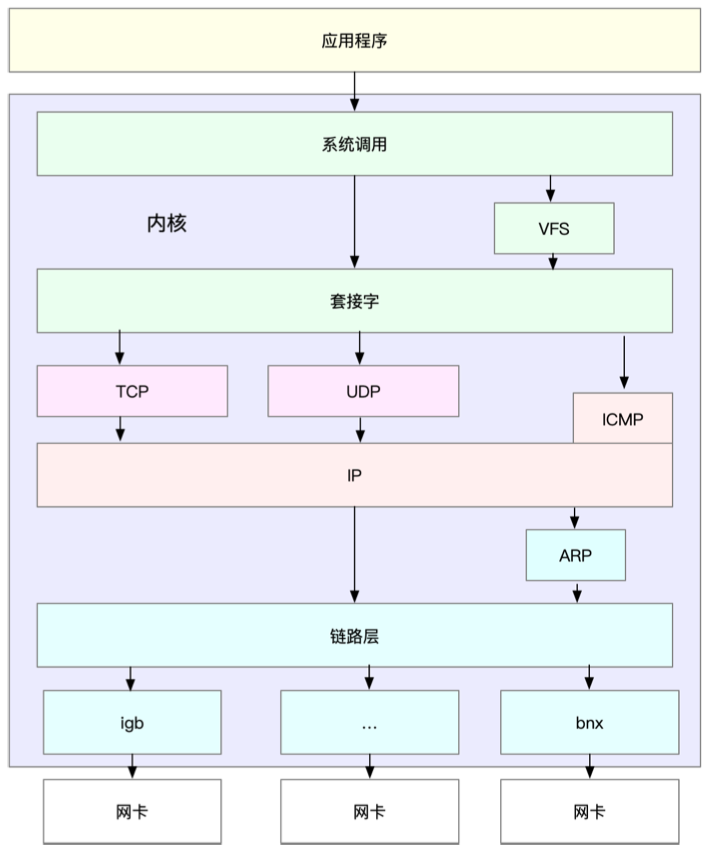 应用程序
系统调用
内核
VFS
套接字
TCP
UDP
ICMP
IP
ARP
链路层
igb
...
bnx
网卡
网卡
网卡